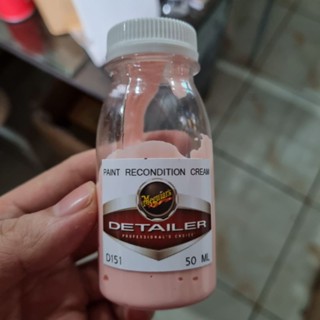 PAINT RECONDITION CREAM
Meguiar's
DETAILER
PROFESSIONAL'S CHOICE
D151 50 ML